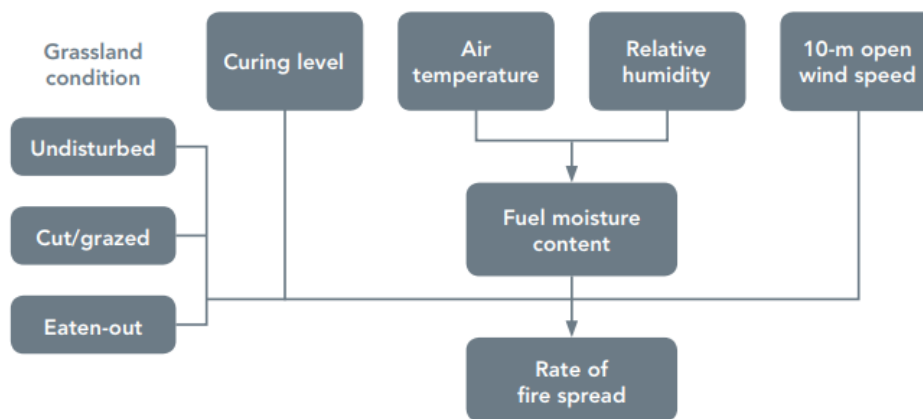 Grassland
condition
Curing level
Air
temperature
Relative
humidity
10-m open
wind speed
Undisturbed
Cut/grazed
Fuel moisture
content
Eaten-out
Rate of
fire spread